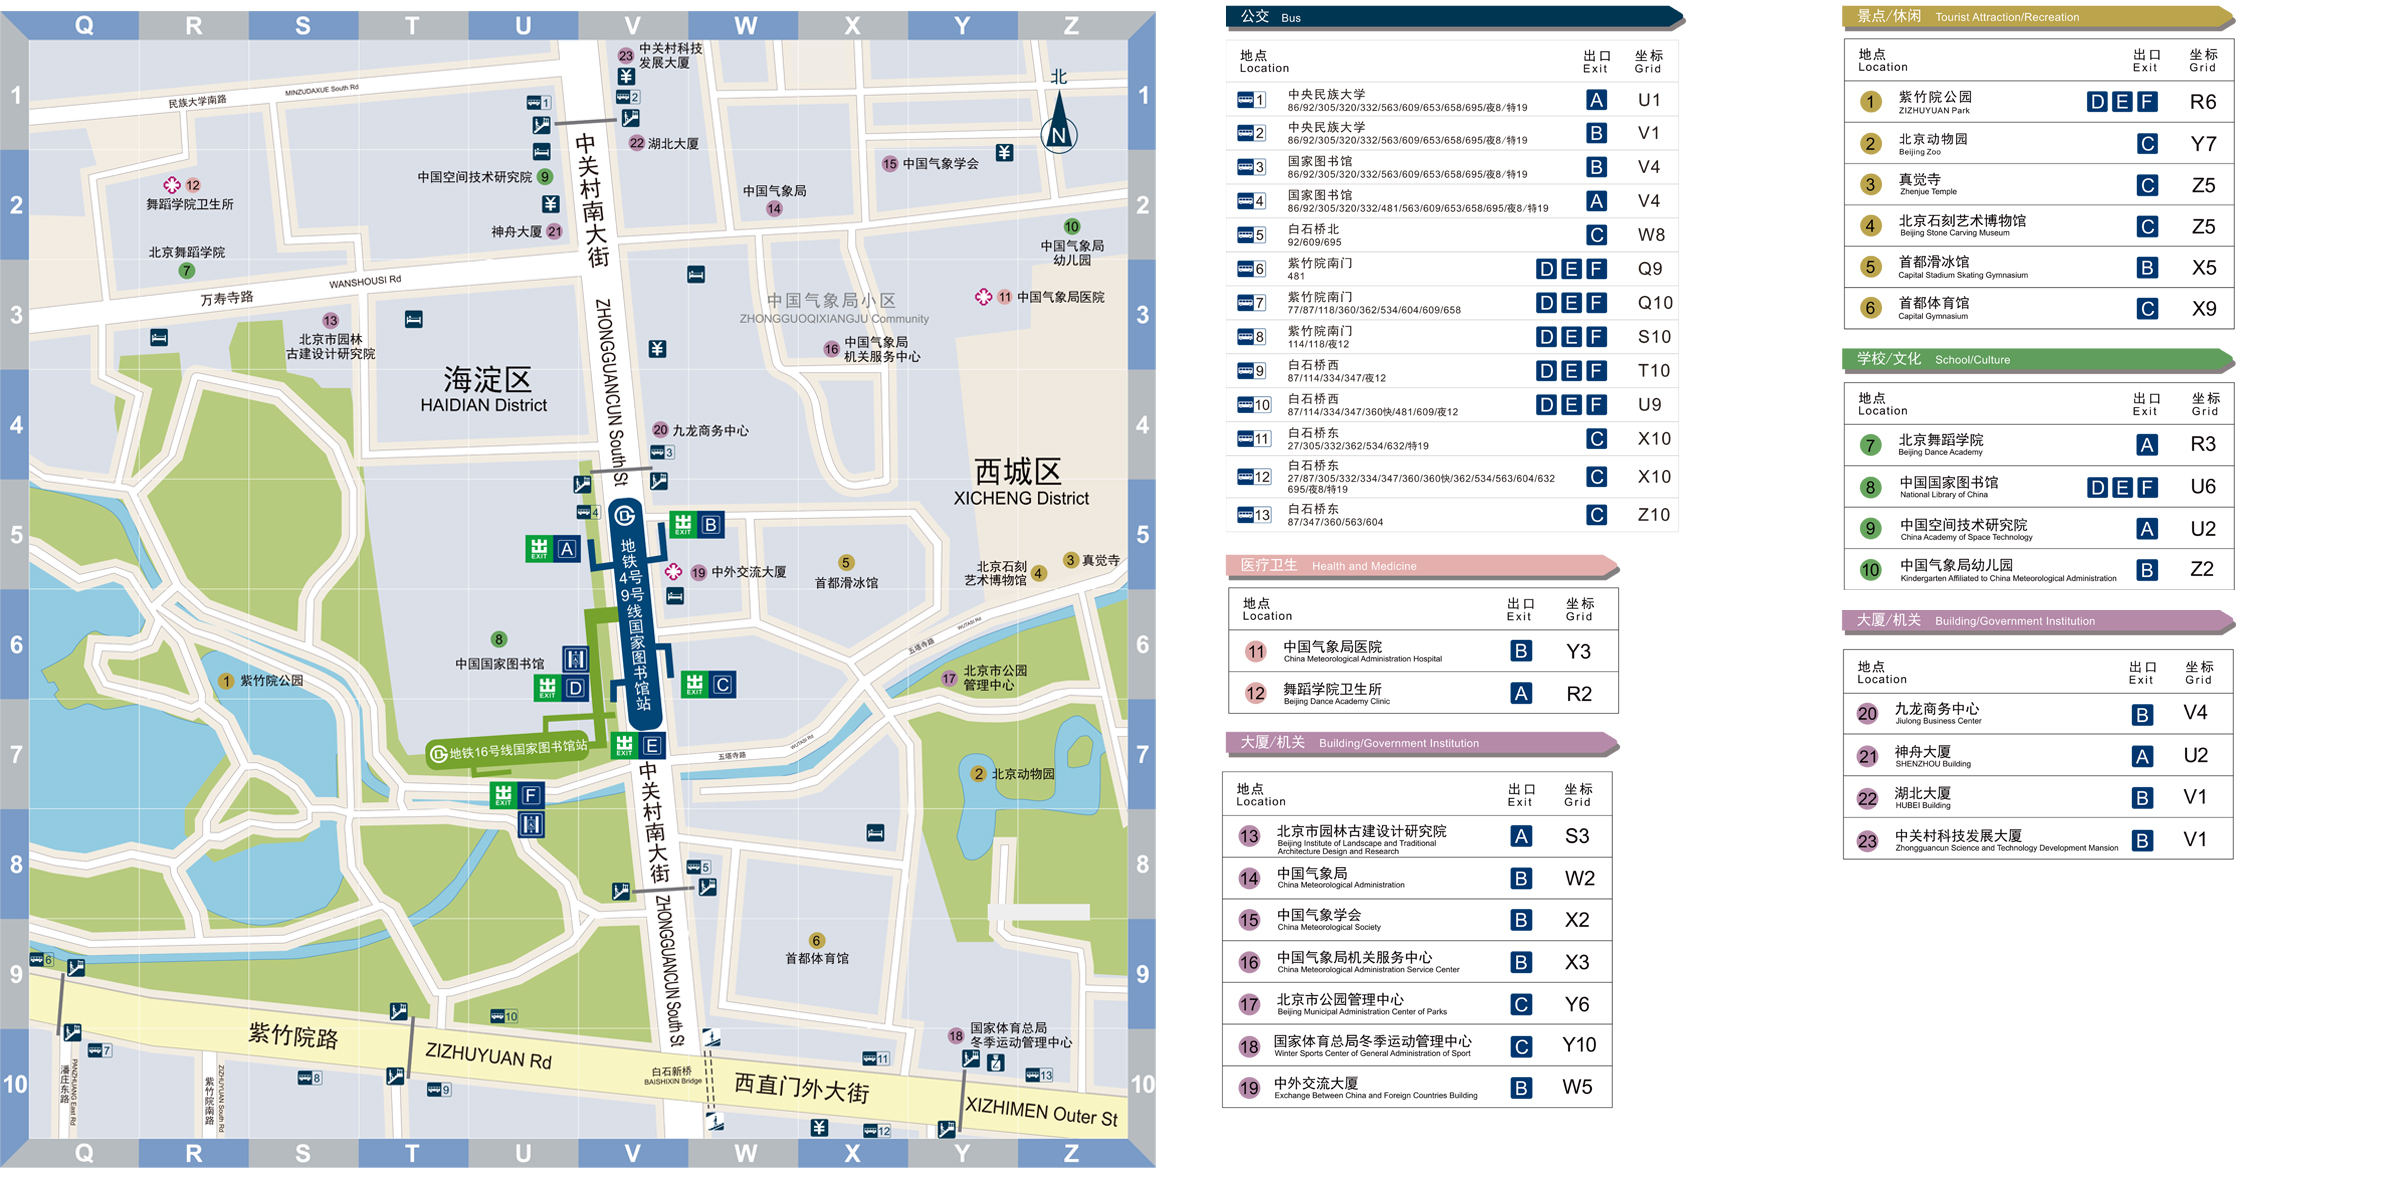 Q R S T U V W X Y Z
1
2
3
4
5
6
7
8
9
10
民族大学南路
MINZUDAXUE South Rd
1
23 中关村科技
发展大厦
2
22 湖北大厦
中国空间技术研究院 9
神舟大厦 21
12
舞蹈学院卫生所
北京舞蹈学院
7
万寿寺路
WANSHOUSI Rd
13
北京市园林
古建设计研究院
中关村南大街
ZHONGGUANCUN South St
15 中国气象学会
中国气象局
14
北
N
10
中国气象局
幼儿园
11 中国气象局医院
中国气象局小区
ZHONGGUOQIXIANGJU Community
16 中国气象局
机关服务中心
海淀区
HAIDIAN District
20 九龙商务中心
3
西城区
XICHENG District
4
EXIT A
EXIT B
地铁4号9号线国家图书馆站
19 中外交流大厦
5
首都滑冰馆
北京石刻
艺术博物馆 4
3 真觉寺
8
中国国家图书馆
1 紫竹院公园
EXIT D
EXIT C
五塔寺路
WUTASI Rd
17 北京市公园
管理中心
地铁16号线国家图书馆站
EXIT E
五塔寺路
WUTASI Rd
2 北京动物园
EXIT F
中关村南大街
5
ZHONGGUANCUN South St
6
首都体育馆
6
10
7
紫竹院路
ZIZHUYUAN Rd
8
9
潘庄东路
PANZHUANG East Rd
紫竹院南路
ZIZHUYUAN South Rd
白石新桥
BAISHIXIN Bridge
西直门外大街
XIZHIMEN Outer St
18 国家体育总局
冬季运动管理中心
11
13
12
Q R S T U V W X Y Z
1
2
3
4
5
6
7
8
9
10
公交 Bus
地点 出口 坐标
Location Exit Grid
1 中央民族大学 A U1
86/92/305/320/332/563/609/653/658/695/夜8/特19
2 中央民族大学 B V1
86/92/305/320/332/563/609/653/658/695/夜8/特19
3 国家图书馆 B V4
86/92/305/320/332/563/609/653/658/695/夜8/特19
4 国家图书馆 A V4
86/92/305/320/332/481/563/609/653/658/695/夜8/特19
5 白石桥北 C W8
92/609/695
6 紫竹院南门 D E F Q9
481
7 紫竹院南门 D E F Q10
77/87/118/360/362/534/604/609/658
8 紫竹院南门 D E F S10
114/118/夜12
9 白石桥西 D E F T10
87/114/334/347/夜12
10 白石桥西 D E F U9
87/114/334/347/360快/481/609/夜12
11 白石桥东 C X10
27/305/332/362/534/632/特19
12 白石桥东 C X10
27/87/305/332/334/347/360/360快/362/534/563/604/632
695/夜8/特19
13 白石桥东 C Z10
87/347/360/563/604
医疗卫生 Health and Medicine
地点 出口 坐标
Location Exit Grid
11 中国气象局医院 B Y3
China Meteorological Administration Hospital
12 舞蹈学院卫生所 A R2
Beijing Dance Academy Clinic
大厦/机关 Building/Government Institution
地点 出口 坐标
Location Exit Grid
13 北京市园林古建设计研究院 A S3
Beijing Institute of Landscape and Traditional
Architecture Design and Research
14 中国气象局 B W2
China Meteorological Administration
15 中国气象学会 B X2
China Meteorological Society
16 中国气象局机关服务中心 B X3
China Meteorological Administration Service Center
17 北京市公园管理中心 C Y6
Beijing Municipal Administration Center of Parks
18 国家体育总局冬季运动管理中心 C Y10
Winter Sports Center of General Administration of Sport
19 中外交流大厦 B W5
Exchange Between China and Foreign Countries Building
景点/休闲 Tourist Attraction/Recreation
地点 出口 坐标
Location Exit Grid
1 紫竹院公园 D E F R6
ZIZHUYUAN Park
2 北京动物园 C Y7
Beijing Zoo
3 真觉寺 C Z5
Zhenjue Temple
4 北京石刻艺术博物馆 C Z5
Beijing Stone Carving Museum
5 首都滑冰馆 B X5
Capital Stadium Skating Gymnasium
6 首都体育馆 C X9
Capital Gymnasium
学校/文化 School/Culture
地点 出口 坐标
Location Exit Grid
7 北京舞蹈学院 A R3
Beijing Dance Academy
8 中国国家图书馆 D E F U6
National Library of China
9 中国空间技术研究院 A U2
China Academy of Space Technology
10 中国气象局幼儿园 B Z2
Kindergarten Affiliated to China Meteorological Administration
大厦/机关 Building/Government Institution
地点 出口 坐标
Location Exit Grid
20 九龙商务中心 B V4
Jiulong Business Center
21 神舟大厦 A U2
SHENZHOU Building
22 湖北大厦 B V1
HUBEI Building
23 中关村科技发展大厦 B V1
Zhongguancun Science and Technology Development Mansion